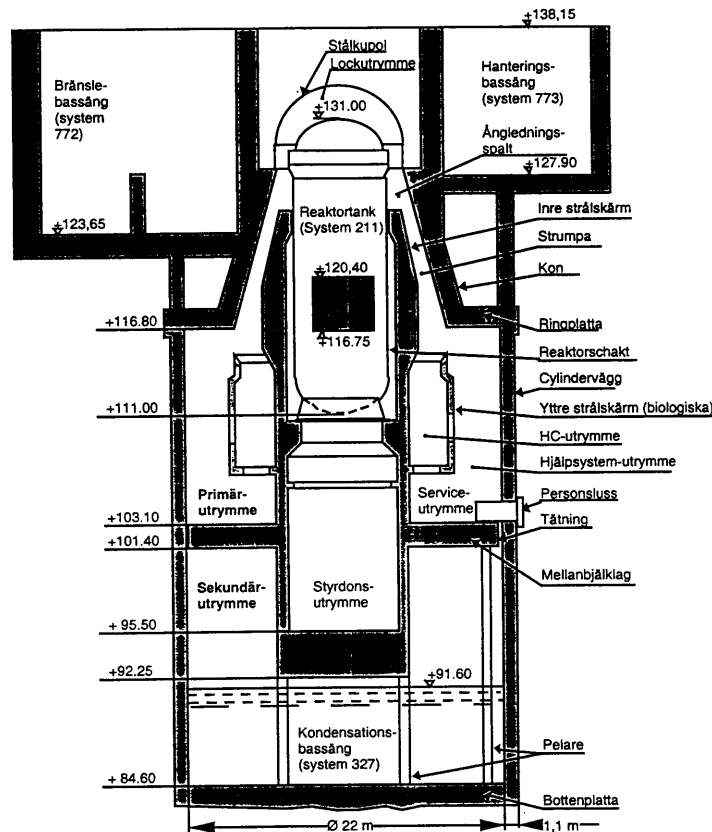 +138,15
Stålkupol
Lockutrymme
Bränsle-
bassäng
(system
772)
Hanterings-
bassäng
(system 773)
+131.00
Ånglednings-
spalt
+127.90
+123,65
Reaktortank
(System 211)
Inre strålskärm
Strumpa
Kon
+120,40
+116.80
+116.75
Ringplatta
Reaktorschakt
Cylindervägg
+111.00
Yttre strålskärm (biologiska)
HC-utrymme
Hjälpsystem-utrymme
Primär-
utrymme
Service-
utrymme
Personsluss
+103.10
Tätning
+101.40
Mellanbjälklag
Sekundär-
utrymme
Styrdons-
utrymme
+ 95.50
+92.25
+91.60
Kondensations-
bassäng
(system 327)
Pelare
+ 84.60
Bottenplatta
Ø 22 m
1,1 m